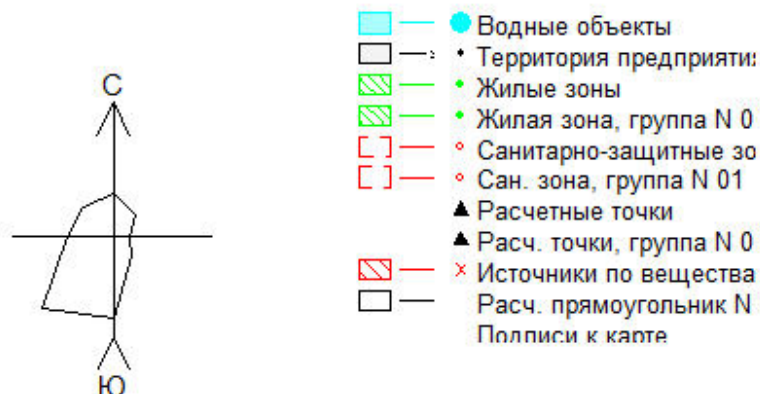 С
Ю
Водные объекты
Территория предприяти
Жилые зоны
Жилая зона, группа N 0
Санитарно-защитные зо
Сан. зона, группа N 01
Расчетные точки
Расч. точки, группа N 0
Источники по вещества
Расч. прямоугольник N
Подписи к карте